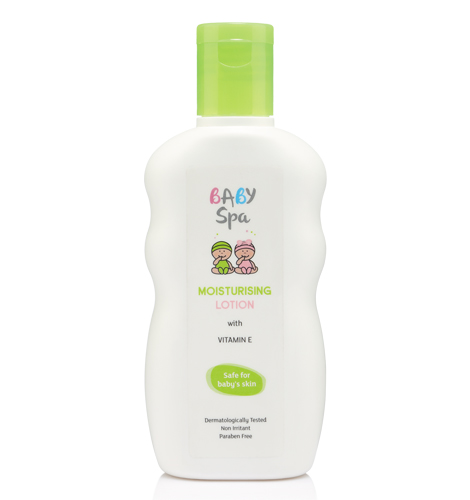 BABY
Spa
MOISTURISING
LOTION
with
VITAMIN E
Safe for
baby's skin
Dermatologically Tested
Non Irritant
Paraben Free